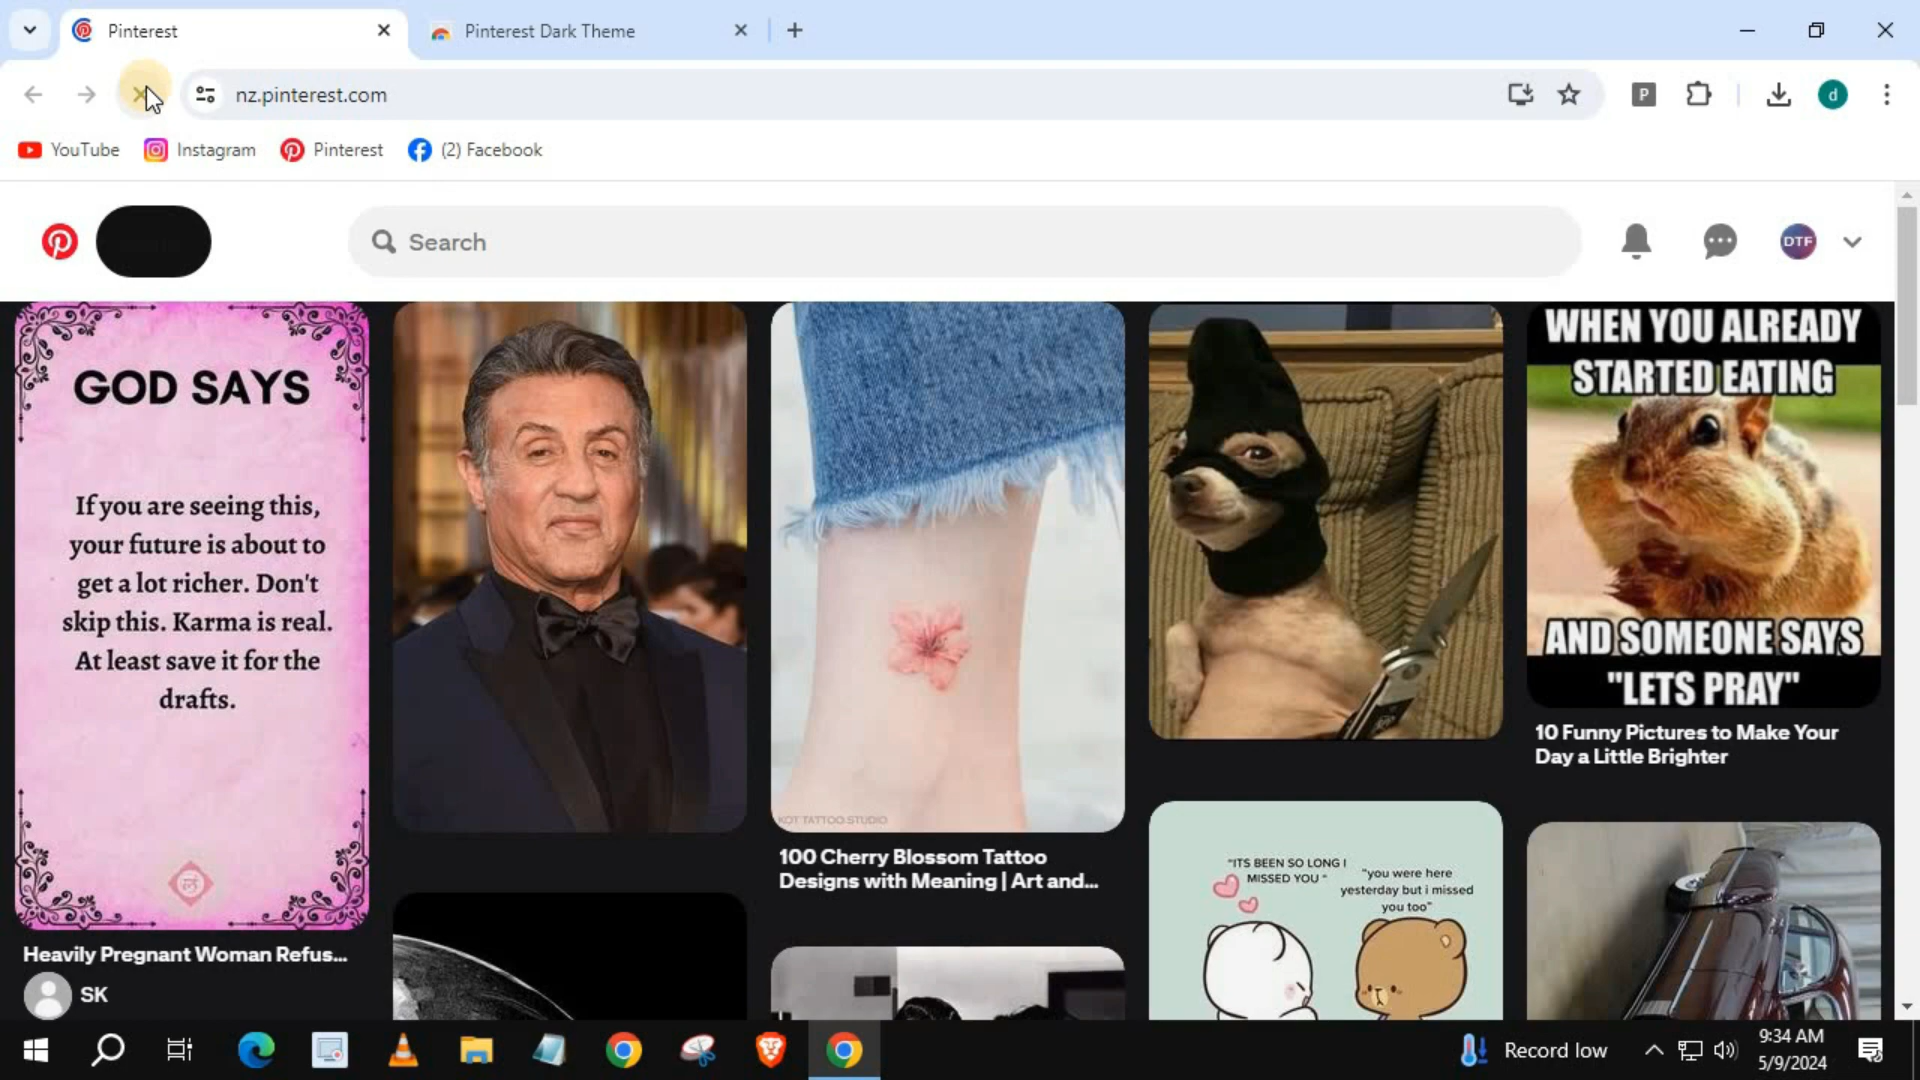 Pinterest
Pinterest Dark Theme
nz.pinterest.com
P
d
YouTube
Instagram
Pinterest
(2) Facebook
Search
DTF
GOD SAYS
If you are seeing this,
your future is about to
get a lot richer. Don't
skip this. Karma is real.
At least save it for the
drafts.
Heavily Pregnant Woman Refus...
SK
KOT TATTOO STUDIO
100 Cherry Blossom Tattoo
Designs with Meaning | Art and...
"ITS BEEN SO LONG I
MISSED YOU "
"you were here
yesterday but i missed
you too"
WHEN YOU ALREADY
STARTED EATING
AND SOMEONE SAYS
"LETS PRAY"
10 Funny Pictures to Make Your
Day a Little Brighter
Record low
9:34 AM
5/9/2024